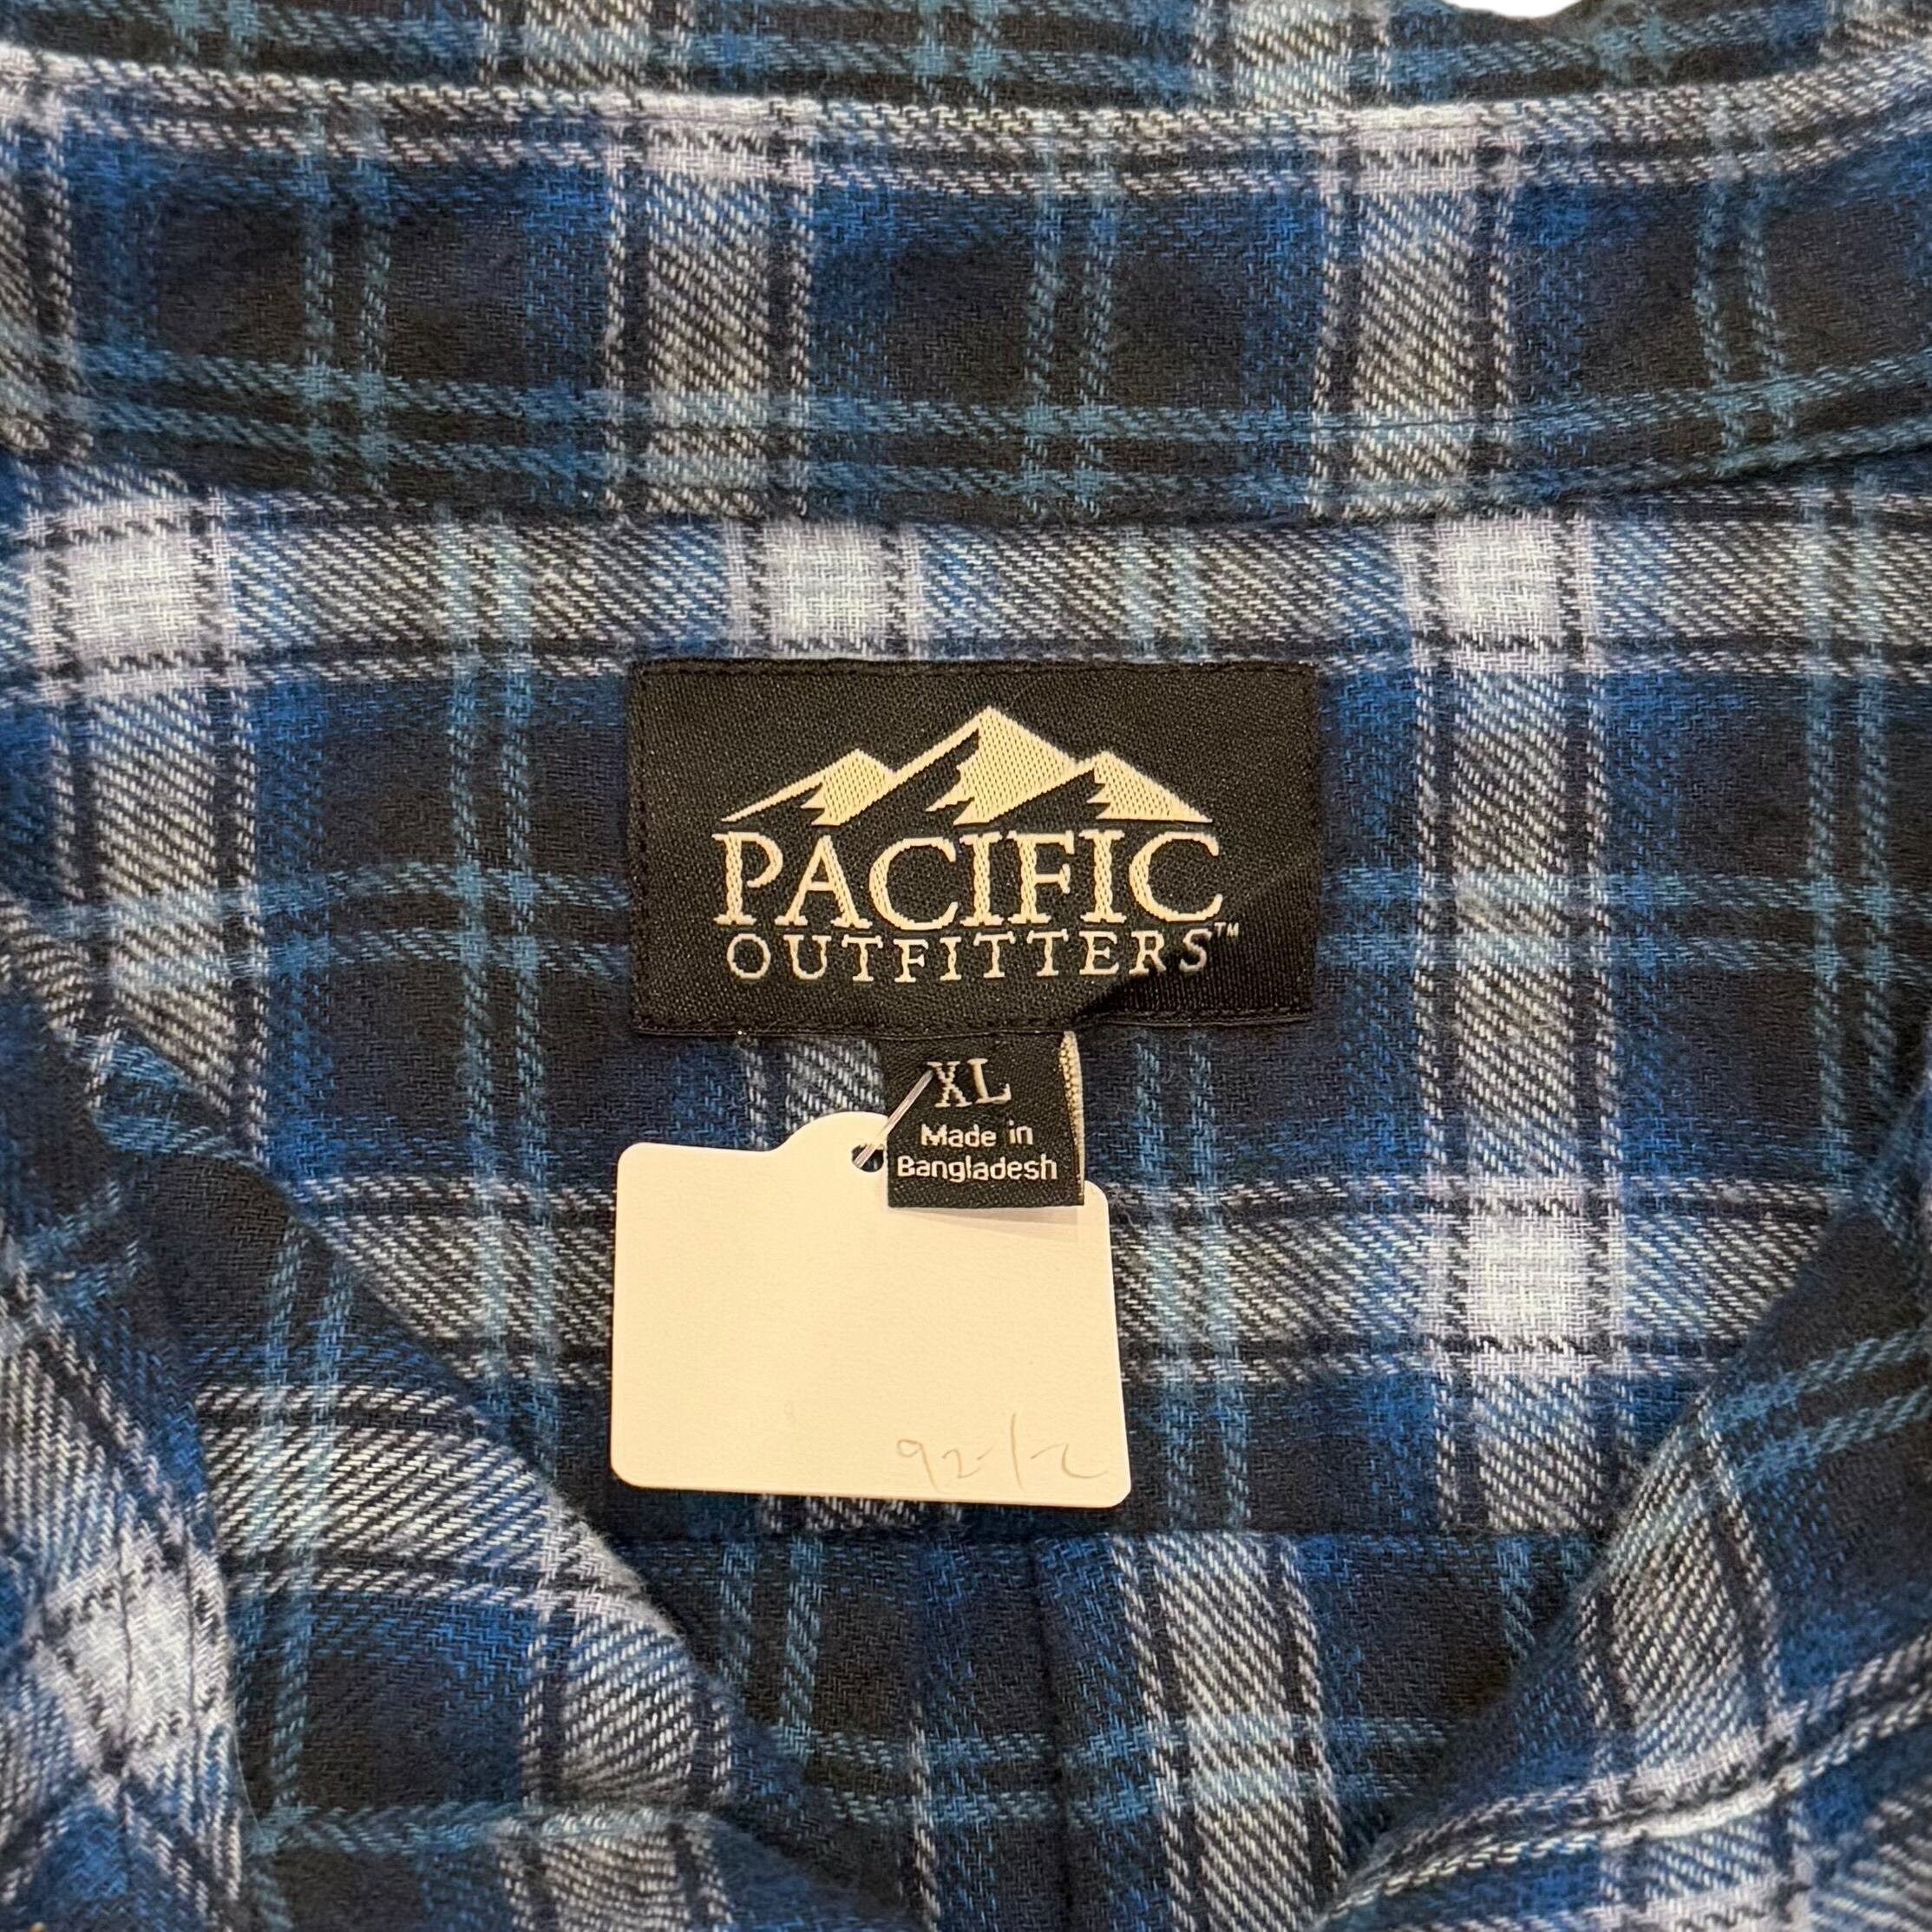 PACIFIC
OUTFITTERS™
XL
Made in
Bangladesh
92-1-2